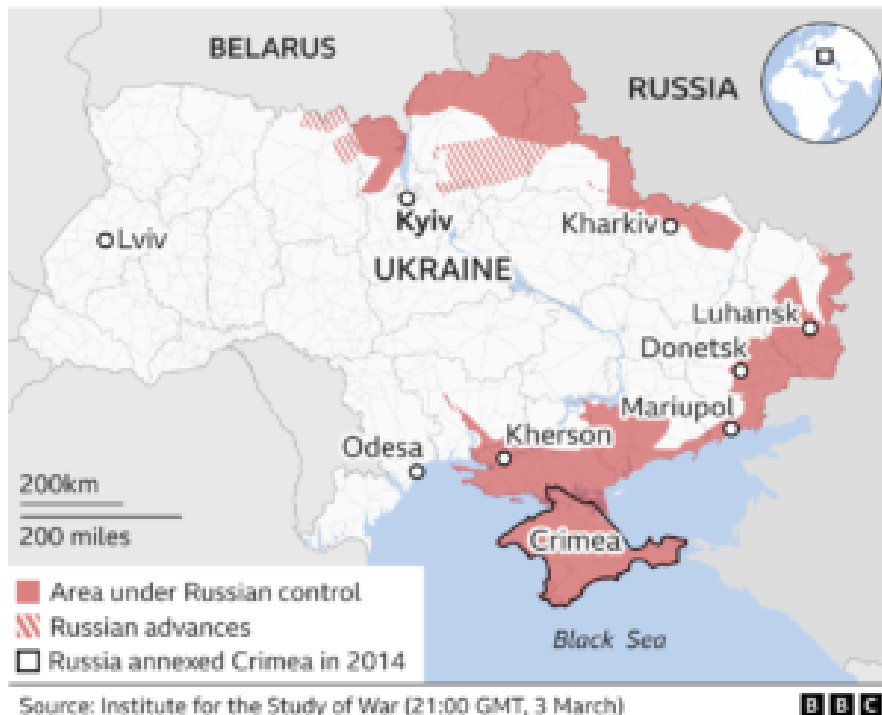 BELARUS
RUSSIA
Kyiv
Lviv
Kharkiv
UKRAINE
Luhansk
Donetsk
Mariupol
Kherson
Odesa
200km
200 miles
Crimea
Area under Russian control
Russian advances
Russia annexed Crimea in 2014
Black Sea
Source: Institute for the Study of War (21:00 GMT, 3 March)
BBC